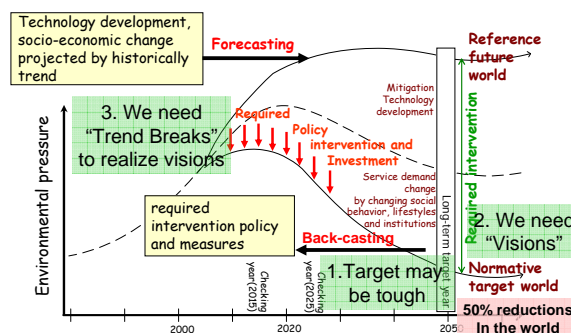 Technology development,
socio-economic change
projected by historically
trend
Forecasting
Reference
future
world
Mitigation
Technology
development
3. We need
"Trend Breaks"
to realize visions
Required
Policy
intervention and
Investment
Environmental pressure
Required intervention
Service demand
change
by changing social
behavior, lifestyles
and institutions
Long-term target year
required
intervention policy
and measures
Back-casting
2. We need
"Visions"
1.Target may
be tough
Normative
target world
Checking
year(2015)
Checking
year(2025)
2000
2020
2050
50% reductions
In the world